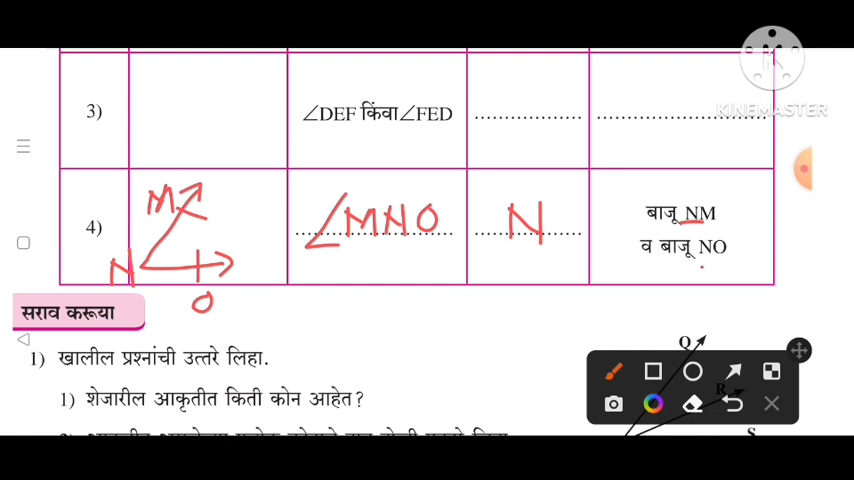 KINEMASTER
3) ∠DEF किंवा ∠FED ................... ..............................
M
4) ∠MNO N बाजू NM
व बाजू NO
N
O
सराव करूया
1) खालील प्रश्नांची उत्तरे लिहा.
Q
1) शेजारील आकृतीत किती कोन आहेत?
R
S